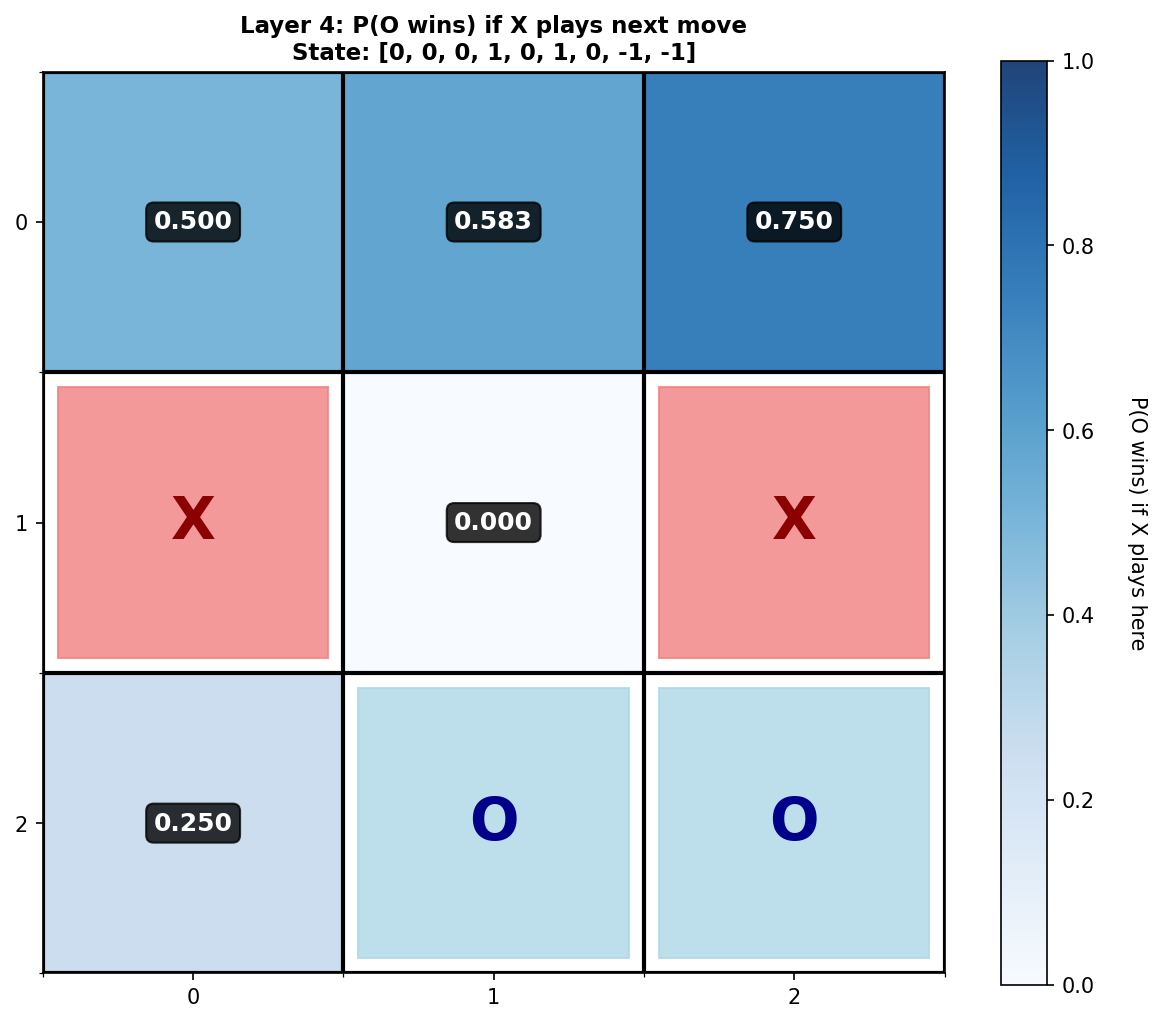 Layer 4: P(O wins) if X plays next move
State: [0, 0, 0, 1, 0, 1, 0, -1, -1]
0.500 0.583 0.750
X 0.000 X
0.250 O O
0
1
2
0 1 2
1.0
0.8
0.6
0.4
0.2
0.0
P(O wins) if X plays here